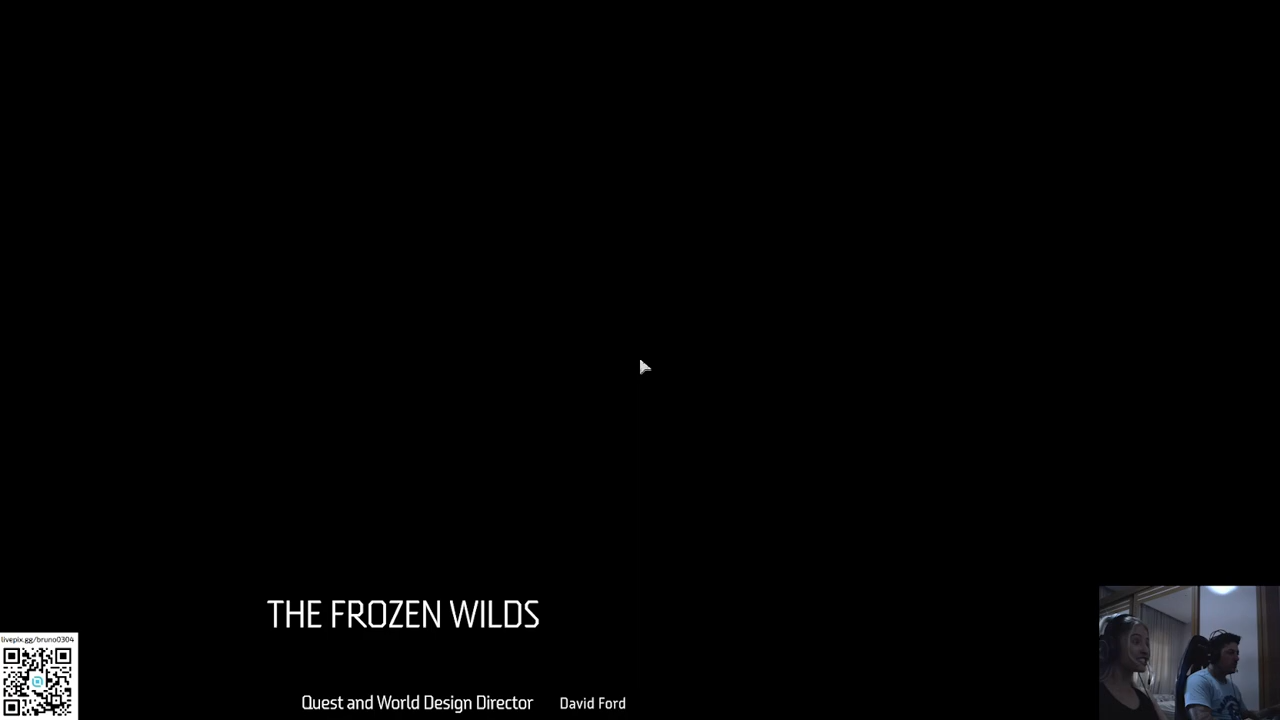 THE FROZEN WILDS
livepix.gg/bruno0304
Quest and World Design Director David Ford